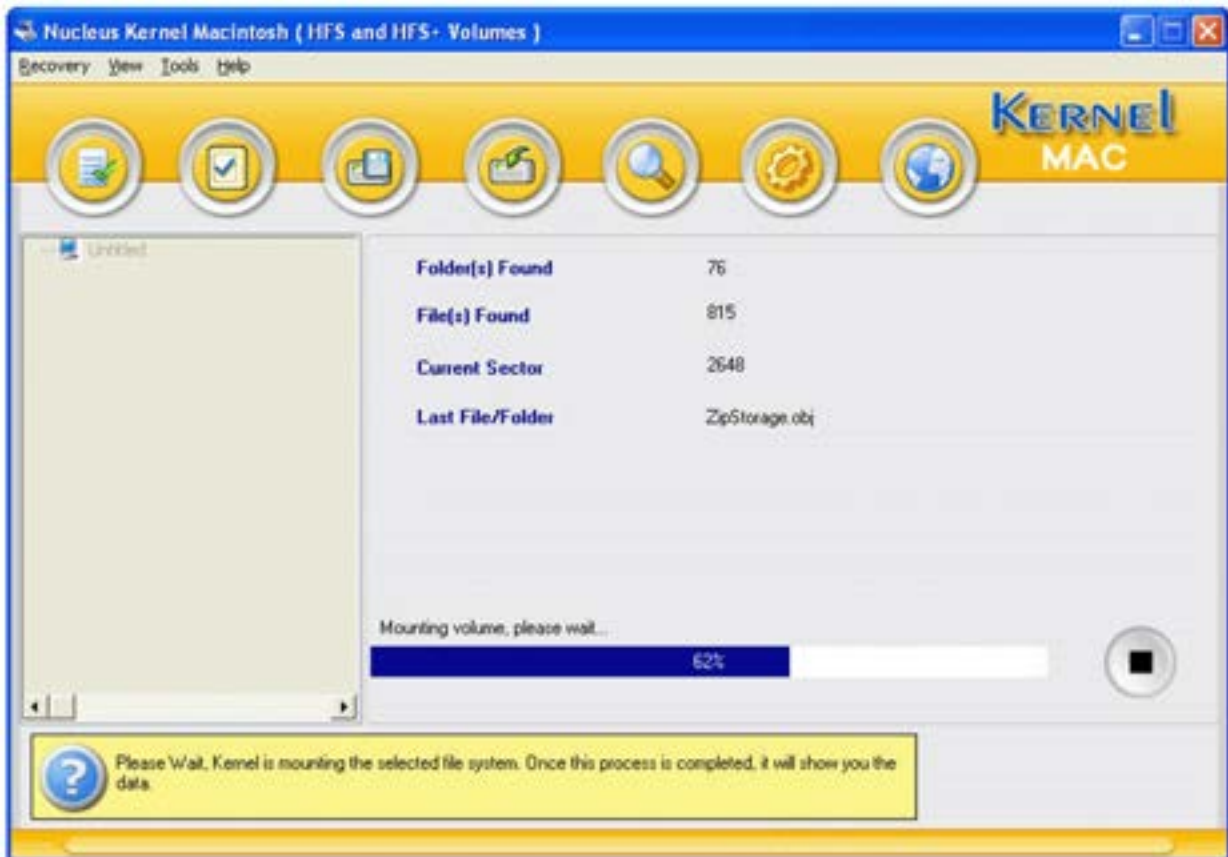 Nucleus Kernel Macintosh ( HFS and HFS+ Volumes )
Recovery View Tools Help
KERNEl
MAC
Untitled
Folder(s) Found 76
File(s) Found 815
Current Sector 2648
Last File/Folder ZipStorage.obj
Mounting volume, please wait...
62%
Please Wait, Kernel is mounting the selected file system. Once this process is completed, it will show you the
data.